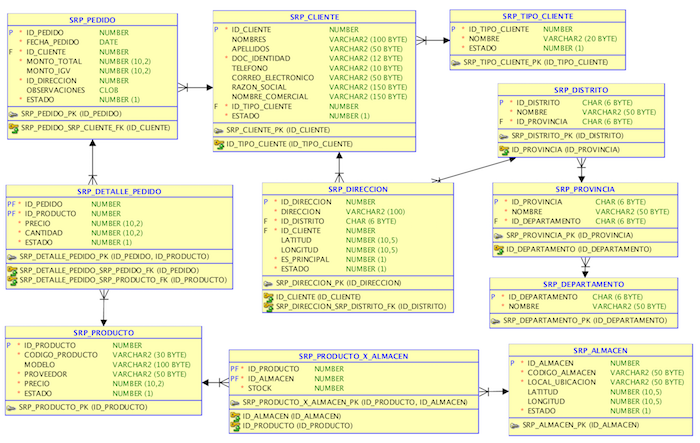 SRP_PEDIDO
P * ID_PEDIDO NUMBER
* FECHA_PEDIDO DATE
F * ID_CLIENTE NUMBER
* MONTO_TOTAL NUMBER (10,2)
MONTO_IGV NUMBER (10,2)
* ID_DIRECCION NUMBER
OBSERVACIONES CLOB
* ESTADO NUMBER (1)
SRP_PEDIDO_PK (ID_PEDIDO)
SRP_PEDIDO_SRP_CLIENTE_FK (ID_CLIENTE)
SRP_CLIENTE
P * ID_CLIENTE NUMBER
NOMBRES VARCHAR2 (100 BYTE)
APELLIDOS VARCHAR2 (50 BYTE)
* DOC_IDENTIDAD VARCHAR2 (12 BYTE)
TELEFONO VARCHAR2 (10 BYTE)
CORREO_ELECTRONICO VARCHAR2 (50 BYTE)
RAZON_SOCIAL VARCHAR2 (150 BYTE)
NOMBRE_COMERCIAL VARCHAR2 (150 BYTE)
F * ID_TIPO_CLIENTE NUMBER
* ESTADO NUMBER (1)
SRP_CLIENTE_PK (ID_CLIENTE)
ID_TIPO_CLIENTE (ID_TIPO_CLIENTE)
SRP_TIPO_CLIENTE
P * ID_TIPO_CLIENTE NUMBER
* NOMBRE VARCHAR2 (20 BYTE)
* ESTADO NUMBER (1)
SRP_TIPO_CLIENTE_PK (ID_TIPO_CLIENTE)
SRP_DISTRITO
P * ID_DISTRITO CHAR (6 BYTE)
* NOMBRE VARCHAR2 (50 BYTE)
F * ID_PROVINCIA CHAR (6 BYTE)
SRP_DISTRITO_PK (ID_DISTRITO)
ID_PROVINCIA (ID_PROVINCIA)
SRP_DETALLE_PEDIDO
PF * ID_PEDIDO NUMBER
PF * ID_PRODUCTO NUMBER
* PRECIO NUMBER (10,2)
* CANTIDAD NUMBER (10,2)
* ESTADO NUMBER (1)
SRP_DETALLE_PEDIDO_PK (ID_PEDIDO, ID_PRODUCTO)
SRP_DETALLE_PEDIDO_SRP_PEDIDO_FK (ID_PEDIDO)
SRP_DETALLE_PEDIDO_SRP_PRODUCTO_FK (ID_PRODUCTO)
SRP_DIRECCION
P * ID_DIRECCION NUMBER
* DIRECCION VARCHAR2 (100)
F * ID_DISTRITO CHAR (6 BYTE)
F * ID_CLIENTE NUMBER
LATITUD NUMBER (10,5)
LONGITUD NUMBER (10,5)
* ES_PRINCIPAL NUMBER (1)
* ESTADO NUMBER (1)
SRP_DIRECCION_PK (ID_DIRECCION)
ID_CLIENTE (ID_CLIENTE)
SRP_DIRECCION_SRP_DISTRITO_FK (ID_DISTRITO)
SRP_PROVINCIA
P * ID_PROVINCIA CHAR (6 BYTE)
* NOMBRE VARCHAR2 (50 BYTE)
F * ID_DEPARTAMENTO CHAR (6 BYTE)
SRP_PROVINCIA_PK (ID_PROVINCIA)
ID_DEPARTAMENTO (ID_DEPARTAMENTO)
SRP_DEPARTAMENTO
P * ID_DEPARTAMENTO CHAR (6 BYTE)
* NOMBRE VARCHAR2 (50 BYTE)
SRP_DEPARTAMENTO_PK (ID_DEPARTAMENTO)
SRP_PRODUCTO
P * ID_PRODUCTO NUMBER
* CODIGO_PRODUCTO VARCHAR2 (30 BYTE)
MODELO VARCHAR2 (100 BYTE)
* PROVEEDOR VARCHAR2 (50 BYTE)
* PRECIO NUMBER (10,2)
* ESTADO NUMBER (1)
SRP_PRODUCTO_PK (ID_PRODUCTO)
SRP_PRODUCTO_X_ALMACEN
PF * ID_PRODUCTO NUMBER
PF * ID_ALMACEN NUMBER
* STOCK NUMBER
SRP_PRODUCTO_X_ALMACEN_PK (ID_PRODUCTO, ID_ALMACEN)
ID_ALMACEN (ID_ALMACEN)
ID_PRODUCTO (ID_PRODUCTO)
SRP_ALMACEN
P * ID_ALMACEN NUMBER
* CODIGO_ALMACEN VARCHAR2 (50 BYTE)
* LOCAL_UBICACION VARCHAR2 (50 BYTE)
LATITUD NUMBER (10,5)
LONGITUD NUMBER (10,5)
* ESTADO NUMBER (1)
SRP_ALMACEN_PK (ID_ALMACEN)